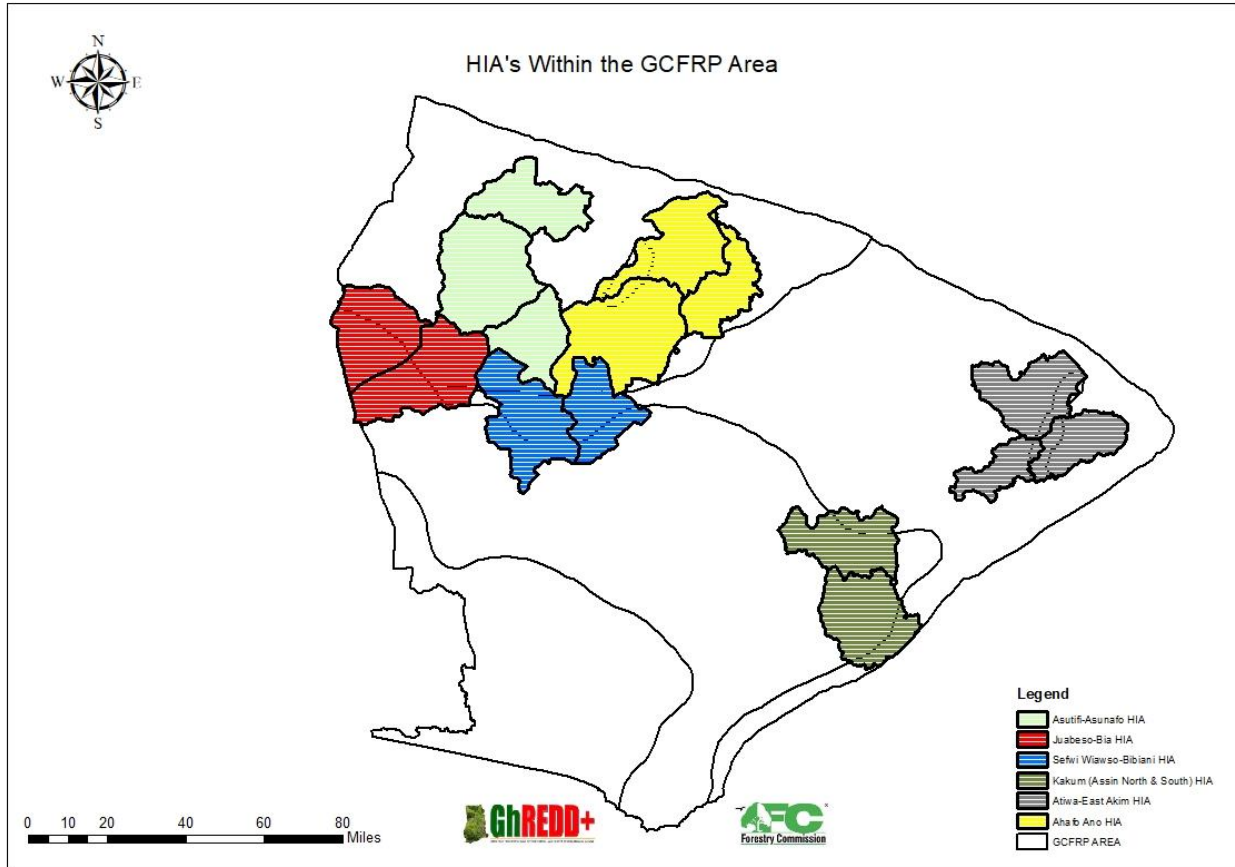 N
HIA's Within the GCFRP Area
W E
S
Legend
Asutifi-Asunafo HIA
Juabeso-Bia HIA
Sefwi Wiawso-Bibiani HIA
Kakum (Assin North & South) HIA
Atiwa-East Akim HIA
Ahafo Ano HIA
GCFRP AREA
0 20 40 60 80
Miles
GhREDD+
FC
Forestry Commission